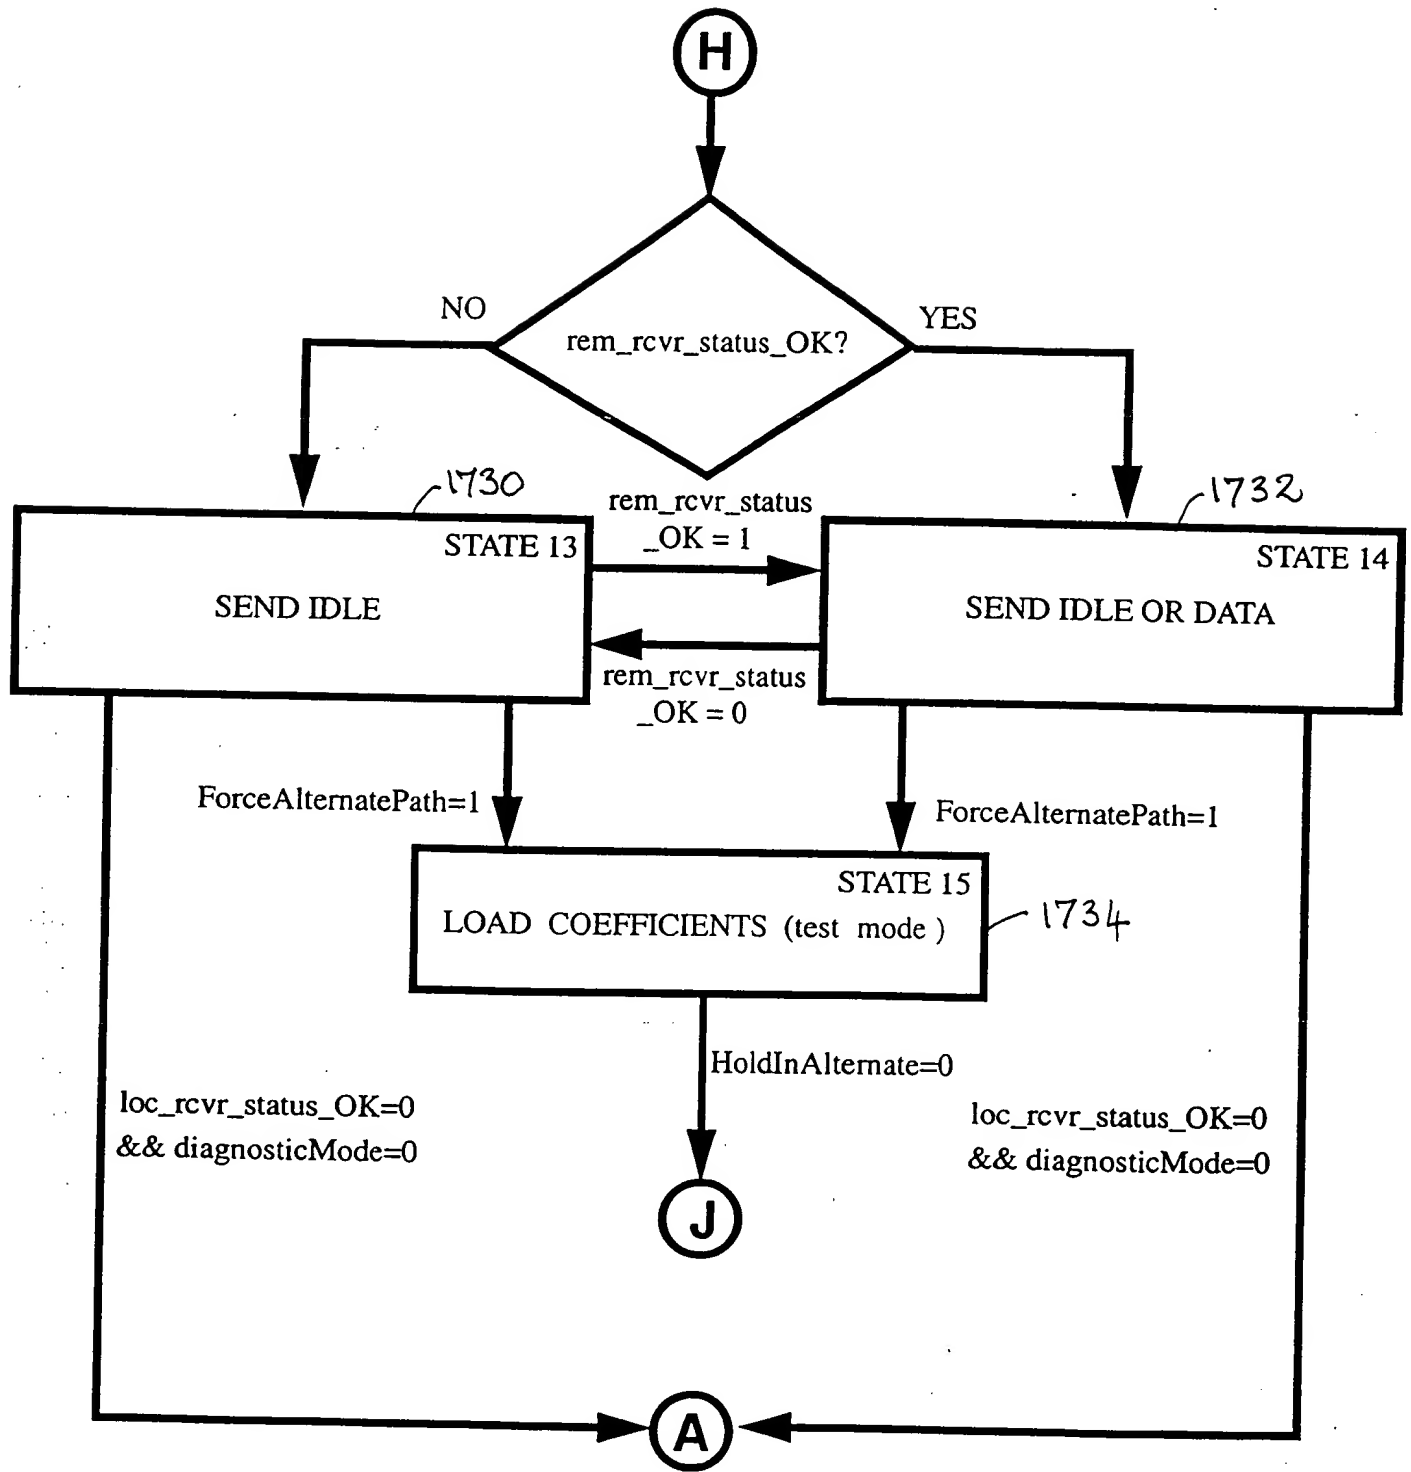 H
NO
YES
rem_rcvr_status_OK?
1730
1732
rem_rcvr_status
_OK = 1
STATE 13
SEND IDLE
STATE 14
SEND IDLE OR DATA
rem_rcvr_status
_OK = 0
ForceAlternatePath=1
ForceAlternatePath=1
STATE 15
LOAD COEFFICIENTS (test mode )
1734
HoldInAlternate=0
loc_rcvr_status_OK=0
&& diagnosticMode=0
loc_rcvr_status_OK=0
&& diagnosticMode=0
J
A